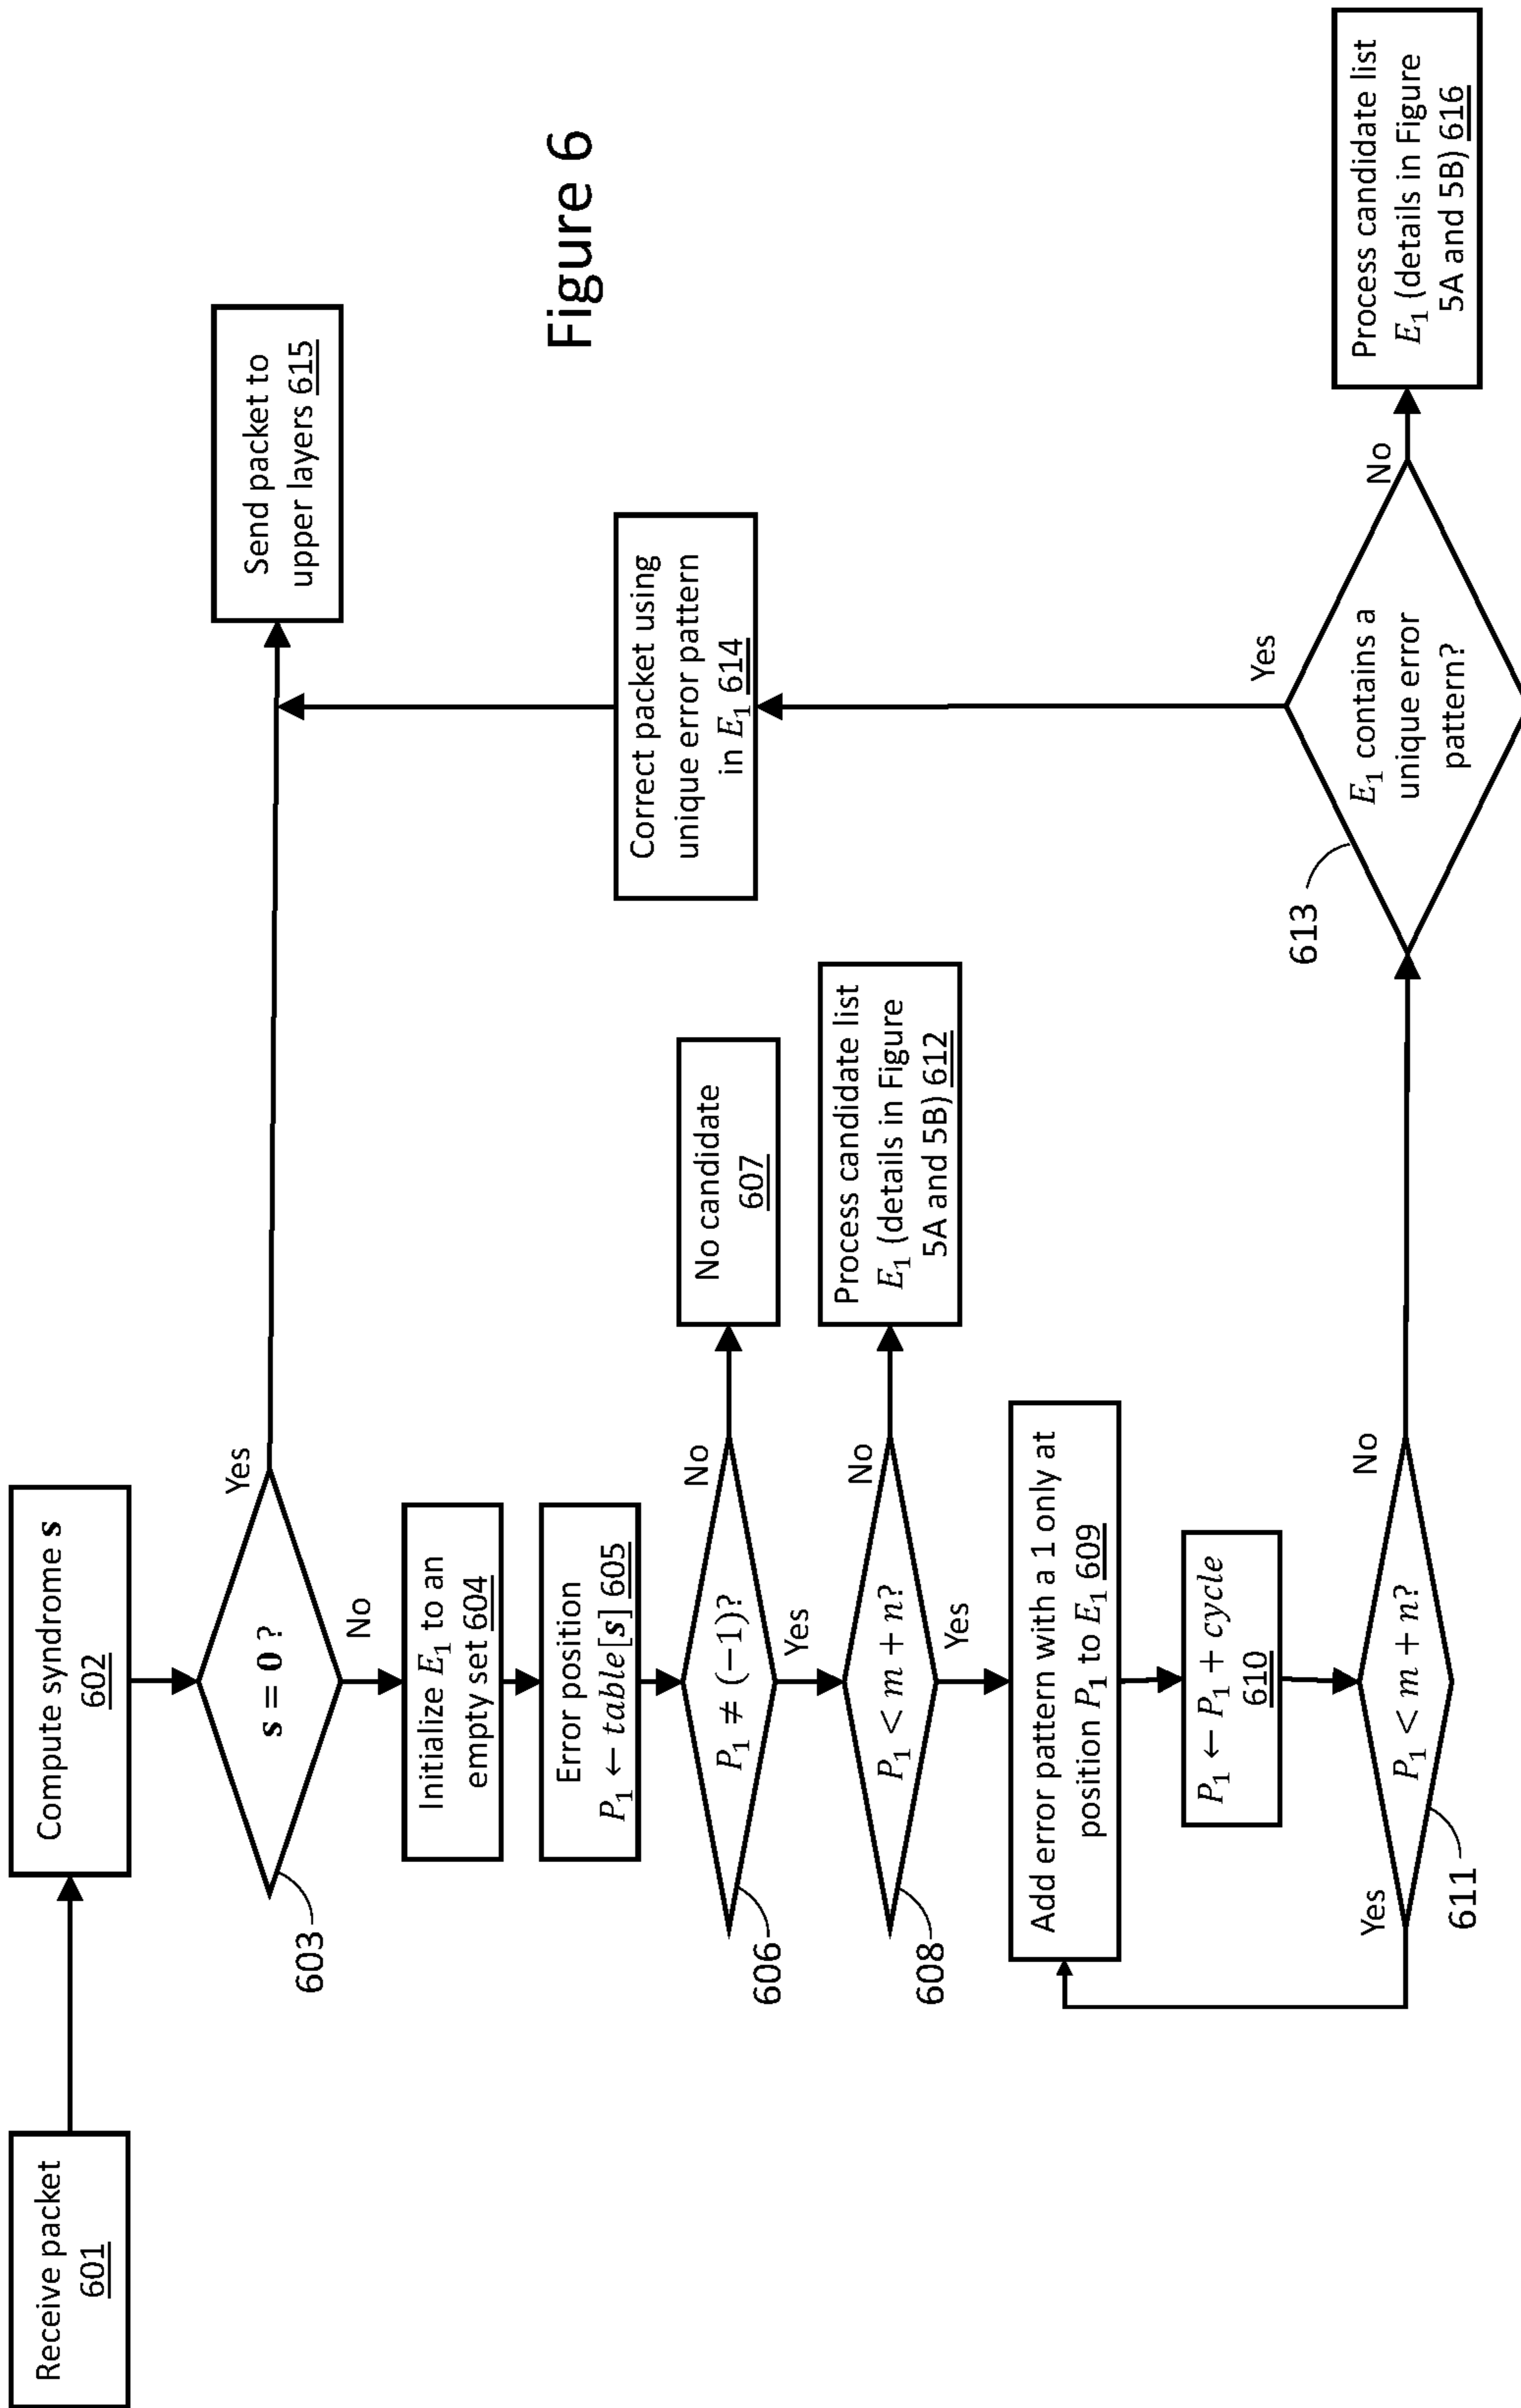 Receive packet
601
Compute syndrome s
602
s = 0 ?
603
Yes
No
Send packet to
upper layers 615
Initialize E₁ to an
empty set 604
Error position
P₁ ← table[s] 605
P₁ ≠ (−1)?
606
No
Yes
No candidate
607
P₁ < m + n?
608
No
Yes
Process candidate list
E₁ (details in Figure
5A and 5B) 612
Add error pattern with a 1 only at
position P₁ to E₁ 609
P₁ ← P₁ + cycle
610
P₁ < m + n?
611
Yes
No
E₁ contains a
unique error
pattern?
613
Yes
No
Correct packet using
unique error pattern
in E₁ 614
Process candidate list
E₁ (details in Figure
5A and 5B) 616
Figure 6